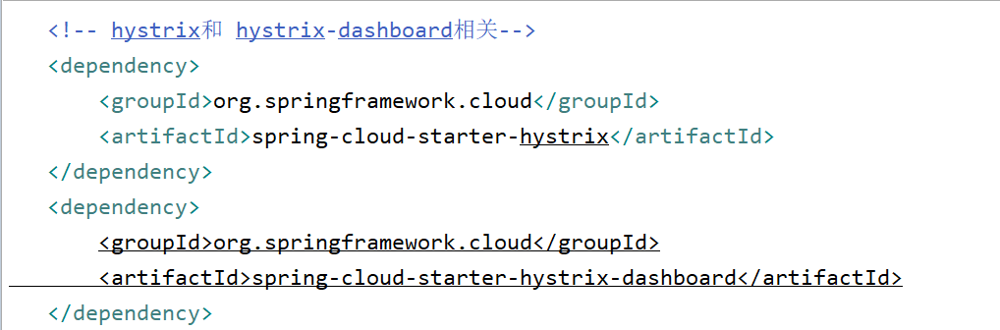 <!-- hystrix和 hystrix-dashboard相关-->
<dependency>
<groupId>org.springframework.cloud</groupId>
<artifactId>spring-cloud-starter-hystrix</artifactId>
</dependency>
<dependency>
<groupId>org.springframework.cloud</groupId>
<artifactId>spring-cloud-starter-hystrix-dashboard</artifactId>
</dependency>